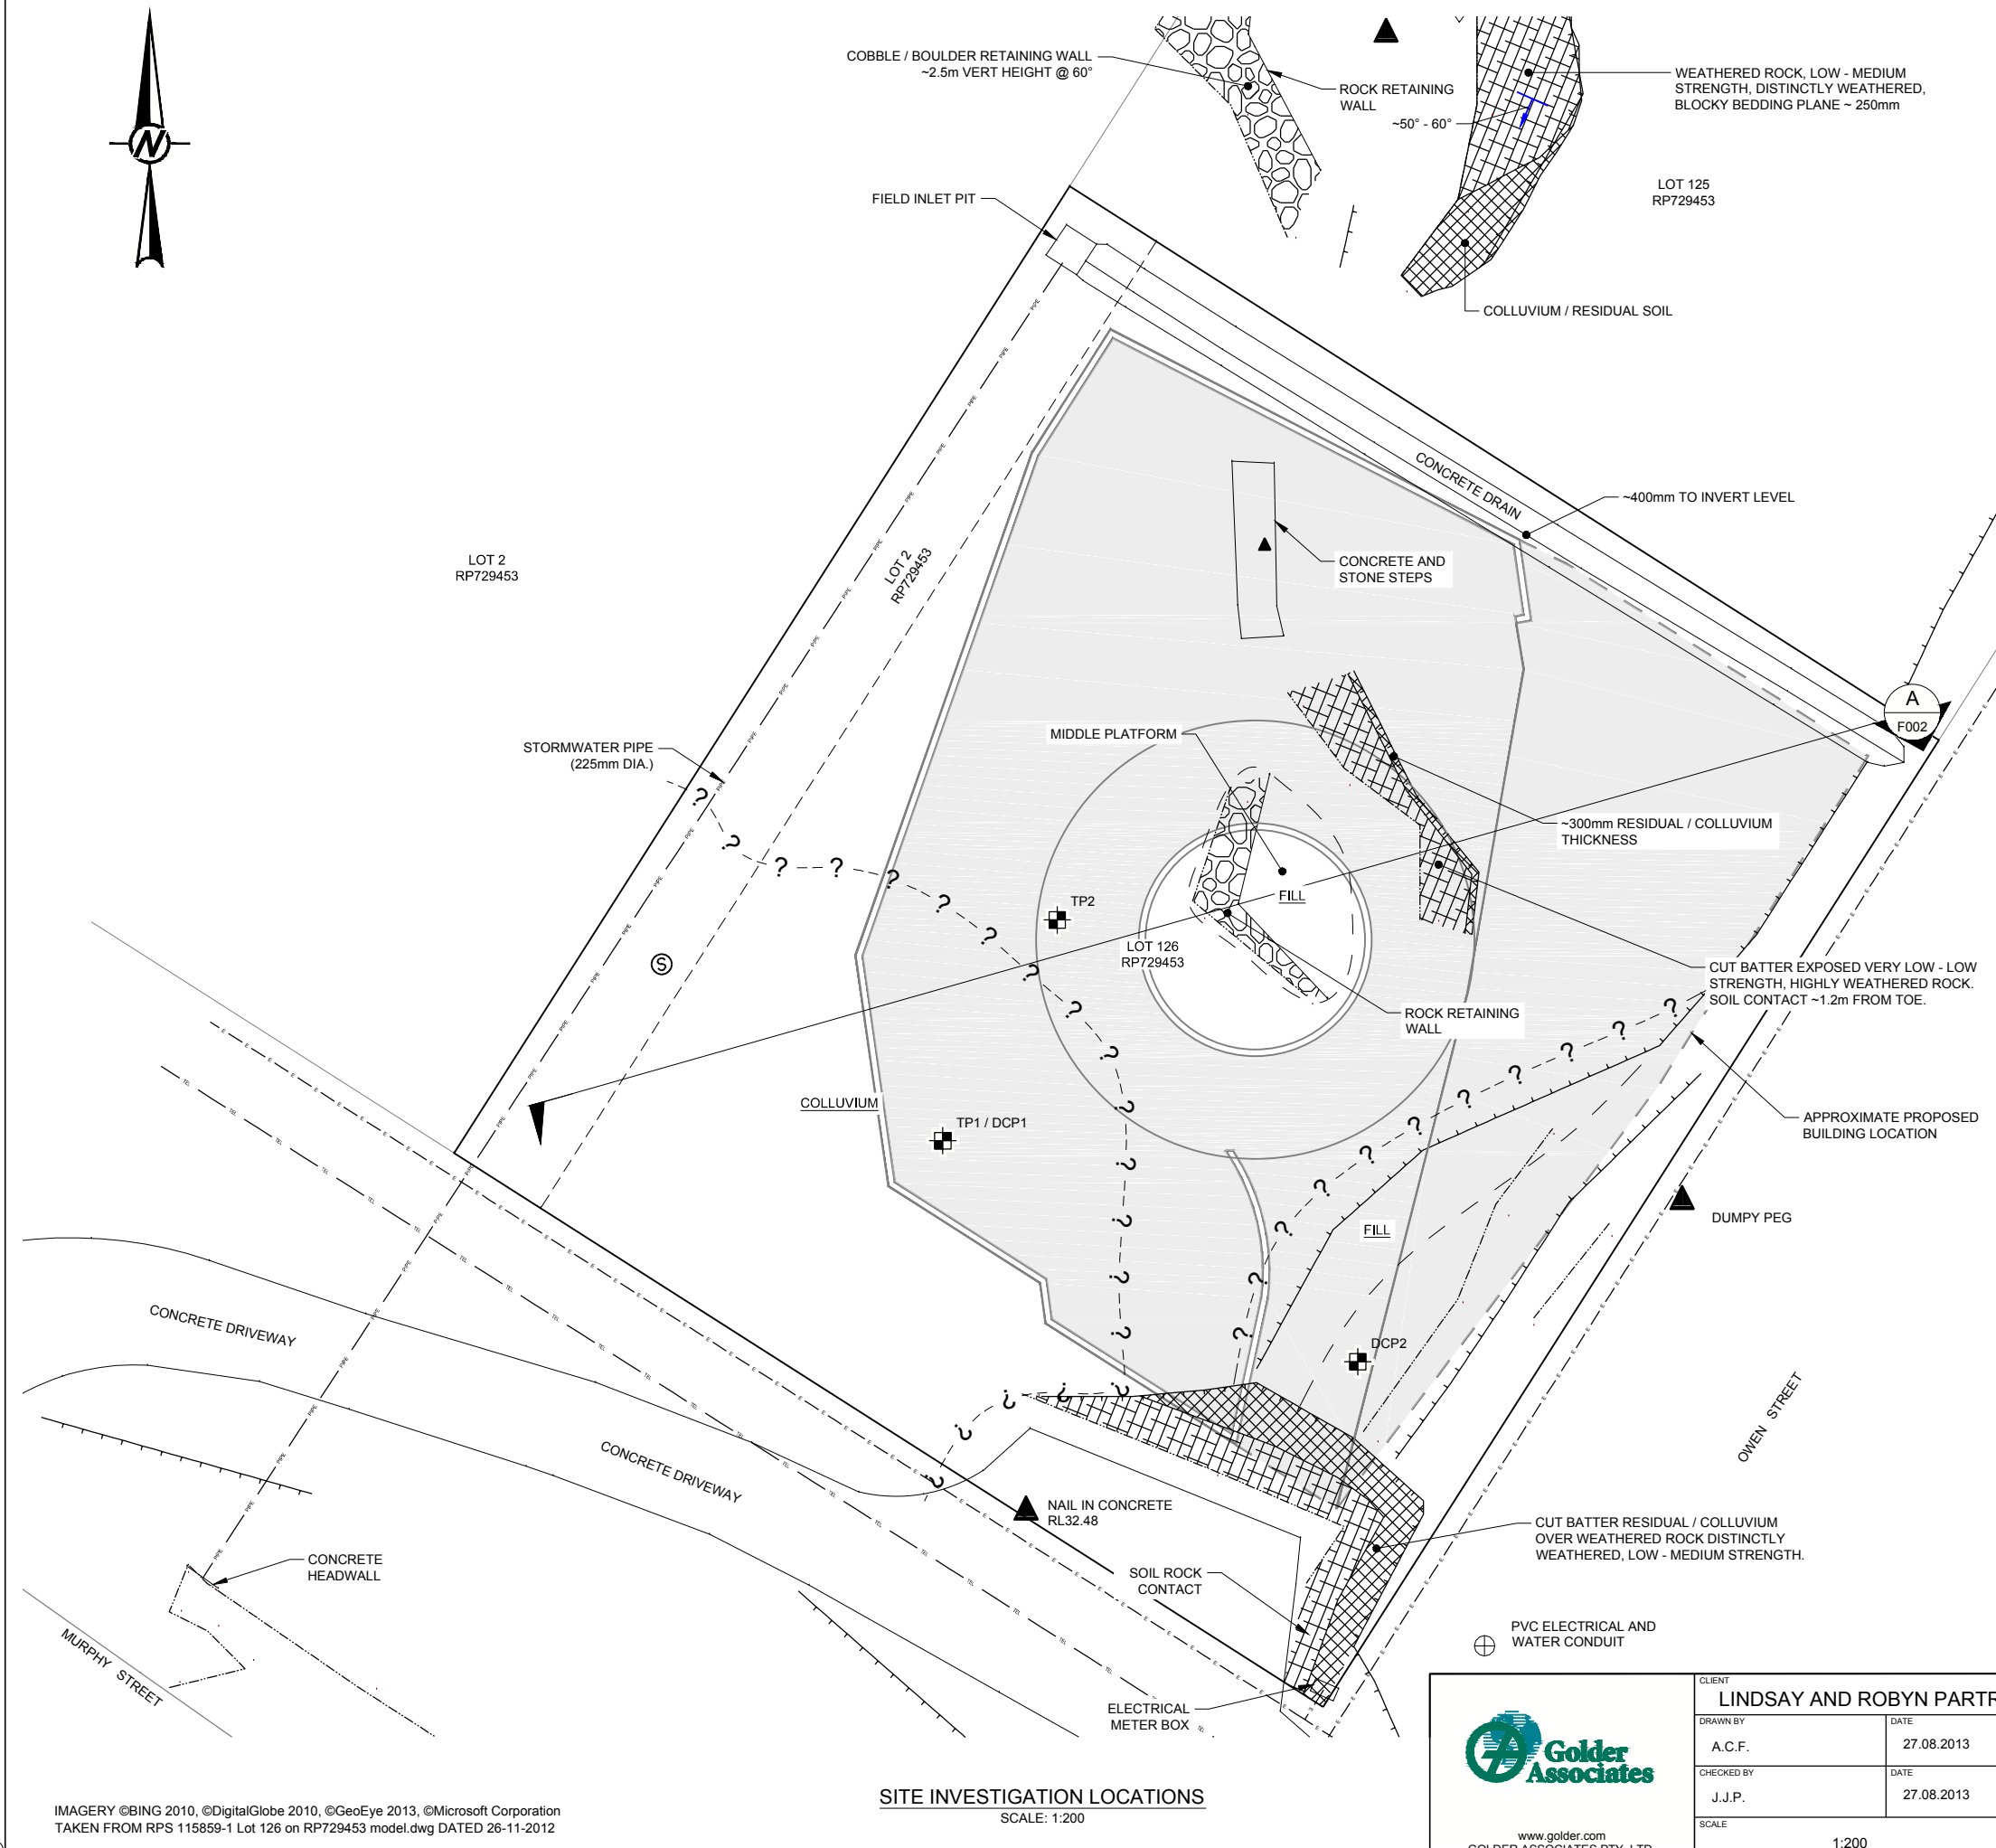 N
COBBLE / BOULDER RETAINING WALL
~2.5m VERT HEIGHT @ 60°
ROCK RETAINING
WALL
~50° - 60°
WEATHERED ROCK, LOW - MEDIUM
STRENGTH, DISTINCTLY WEATHERED,
BLOCKY BEDDING PLANE ~ 250mm
LOT 125
RP729453
FIELD INLET PIT
COLLUVIUM / RESIDUAL SOIL
CONCRETE DRAIN
~400mm TO INVERT LEVEL
LOT 2
RP729453
LOT 2
RP729453
CONCRETE AND
STONE STEPS
A
F002
STORMWATER PIPE
(225mm DIA.)
MIDDLE PLATFORM
~300mm RESIDUAL / COLLUVIUM
THICKNESS
FILL
TP2
LOT 126
RP729453
S
CUT BATTER EXPOSED VERY LOW - LOW
STRENGTH, HIGHLY WEATHERED ROCK.
SOIL CONTACT ~1.2m FROM TOE.
ROCK RETAINING
WALL
COLLUVIUM
TP1 / DCP1
APPROXIMATE PROPOSED
BUILDING LOCATION
DUMPY PEG
FILL
DCP2
CONCRETE DRIVEWAY
CONCRETE DRIVEWAY
OWEN STREET
NAIL IN CONCRETE
RL32.48
CUT BATTER RESIDUAL / COLLUVIUM
OVER WEATHERED ROCK DISTINCTLY
WEATHERED, LOW - MEDIUM STRENGTH.
CONCRETE
HEADWALL
SOIL ROCK
CONTACT
PVC ELECTRICAL AND
WATER CONDUIT
MURPHY STREET
ELECTRICAL
METER BOX
CLIENT
LINDSAY AND ROBYN PARTR
DRAWN BY
A.C.F.
DATE
27.08.2013
CHECKED BY
J.J.P.
DATE
27.08.2013
SCALE
1:200
Golder
Associates
www.golder.com
GOLDER ASSOCIATES PTY. LTD.
SITE INVESTIGATION LOCATIONS
SCALE: 1:200
IMAGERY ©BING 2010, ©DigitalGlobe 2010, ©GeoEye 2013, ©Microsoft Corporation
TAKEN FROM RPS 115859-1 Lot 126 on RP729453 model.dwg DATED 26-11-2012